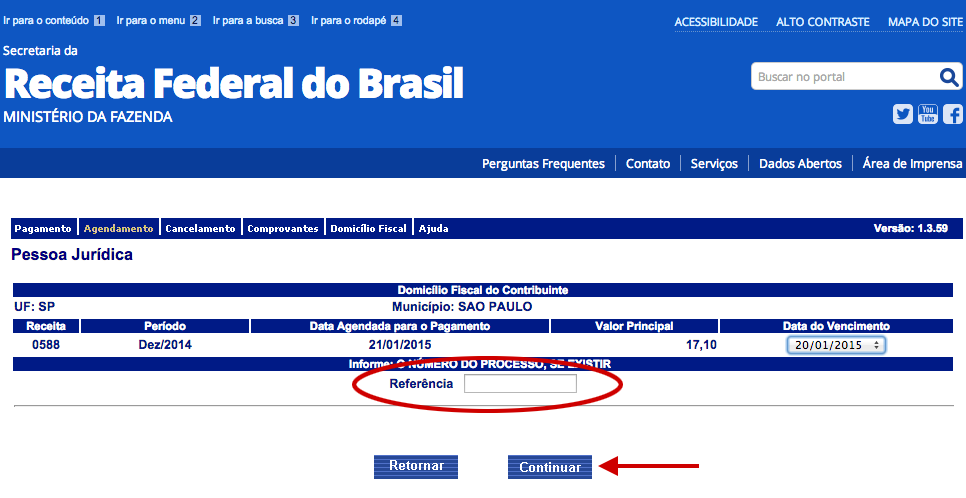 Ir para o conteúdo 1 Ir para o menu 2 Ir para a busca 3 Ir para o rodapé 4 ACESSIBILIDADE ALTO CONTRASTE MAPA DO SITE
Secretaria da
Receita Federal do Brasil
MINISTÉRIO DA FAZENDA
Buscar no portal
You Tube
Perguntas Frequentes Contato Serviços Dados Abertos Área de Imprensa
Pagamento Agendamento Cancelamento Comprovantes Domicílio Fiscal Ajuda Versão: 1.3.59
Pessoa Jurídica
Domicílio Fiscal do Contribuinte
UF: SP Município: SAO PAULO
Receita Período Data Agendada para o Pagamento Valor Principal Data do Vencimento
0588 Dez/2014 21/01/2015 17,10 20/01/2015
Informe: O NÚMERO DO PROCESSO, SE EXISTIR
Referência
Retornar Continuar